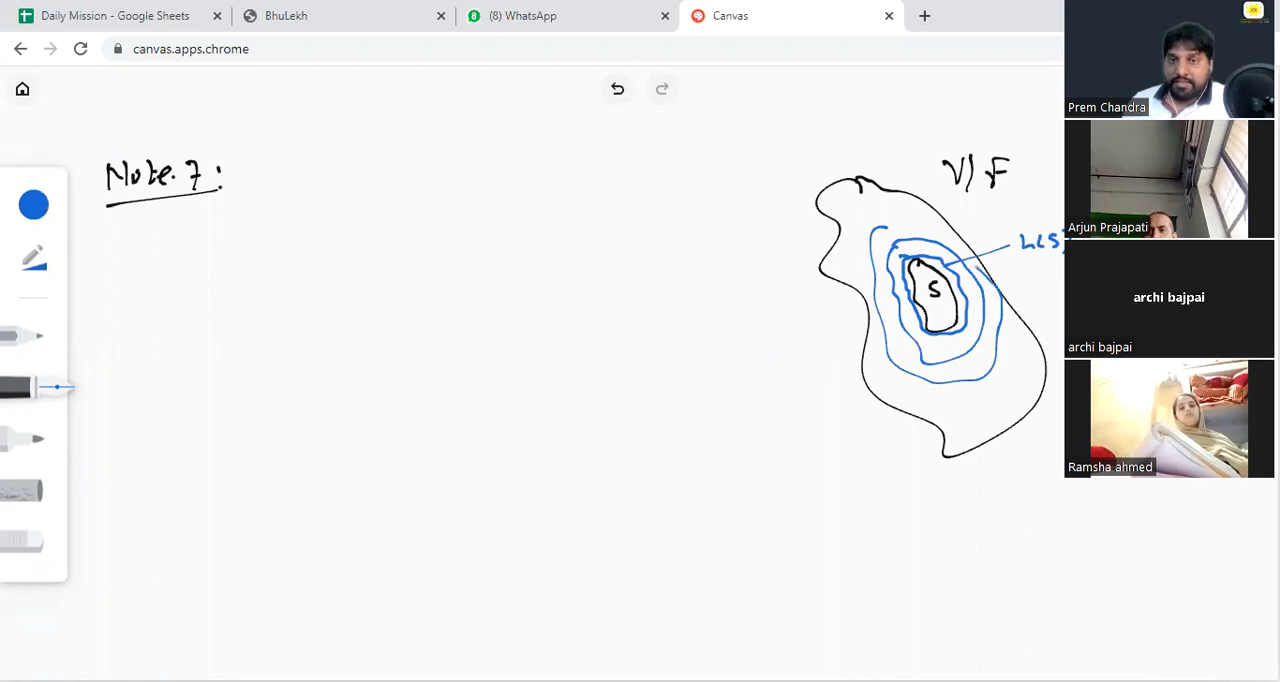 Daily Mission - Google Sheets
BhuLekh
(8) WhatsApp
Canvas
canvas.apps.chrome
Prem Chandra
Note.7:
V/F
Arjun Prajapati
L(S)
S
archi bajpai
archi bajpai
Ramsha ahmed